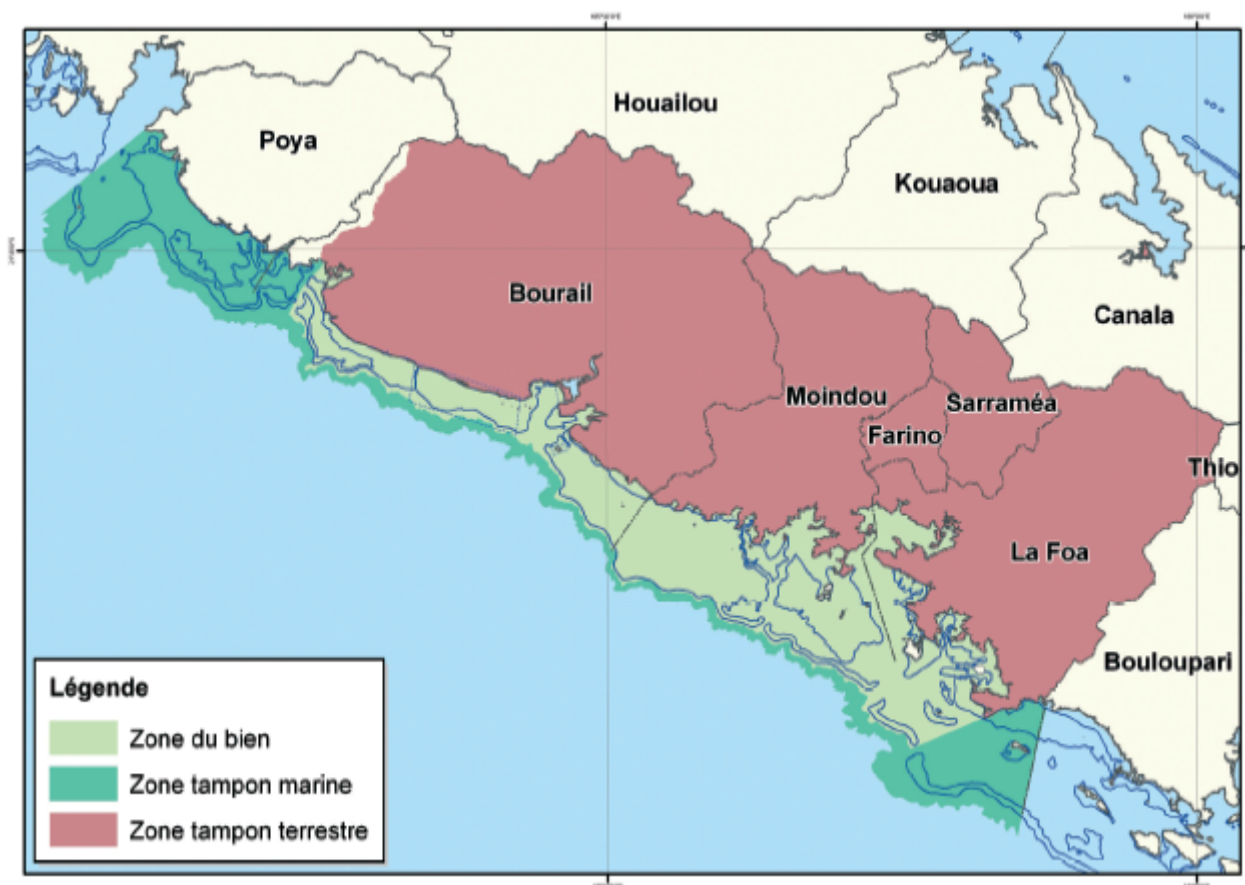 Houailou
Poya
Kouaoua
Bourail
Canala
Moindou
Sarraméa
Farino
Thio
La Foa
Bouloupari
Légende
Zone du bien
Zone tampon marine
Zone tampon terrestre